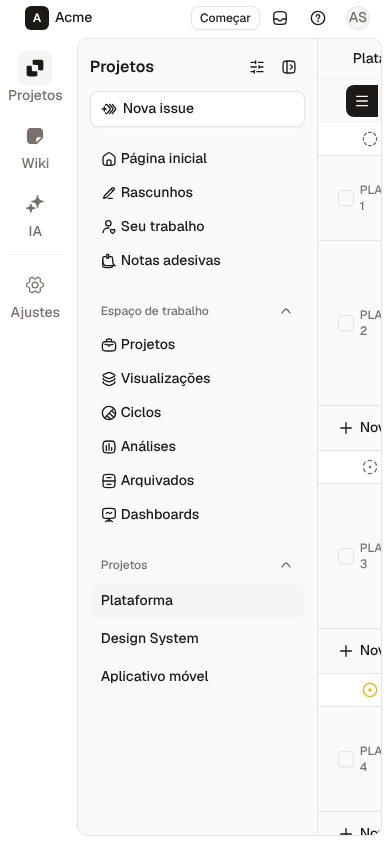 A Acme
Começar
AS
Projetos
Wiki
IA
Ajustes
Projetos
Nova issue
Página inicial
Rascunhos
Seu trabalho
Notas adesivas
Espaço de trabalho
Projetos
Visualizações
Ciclos
Análises
Arquivados
Dashboards
Projetos
Plataforma
Design System
Aplicativo móvel
Plata
PLA
1
PLA
2
Nov
PLA
3
Nov
PLA
4